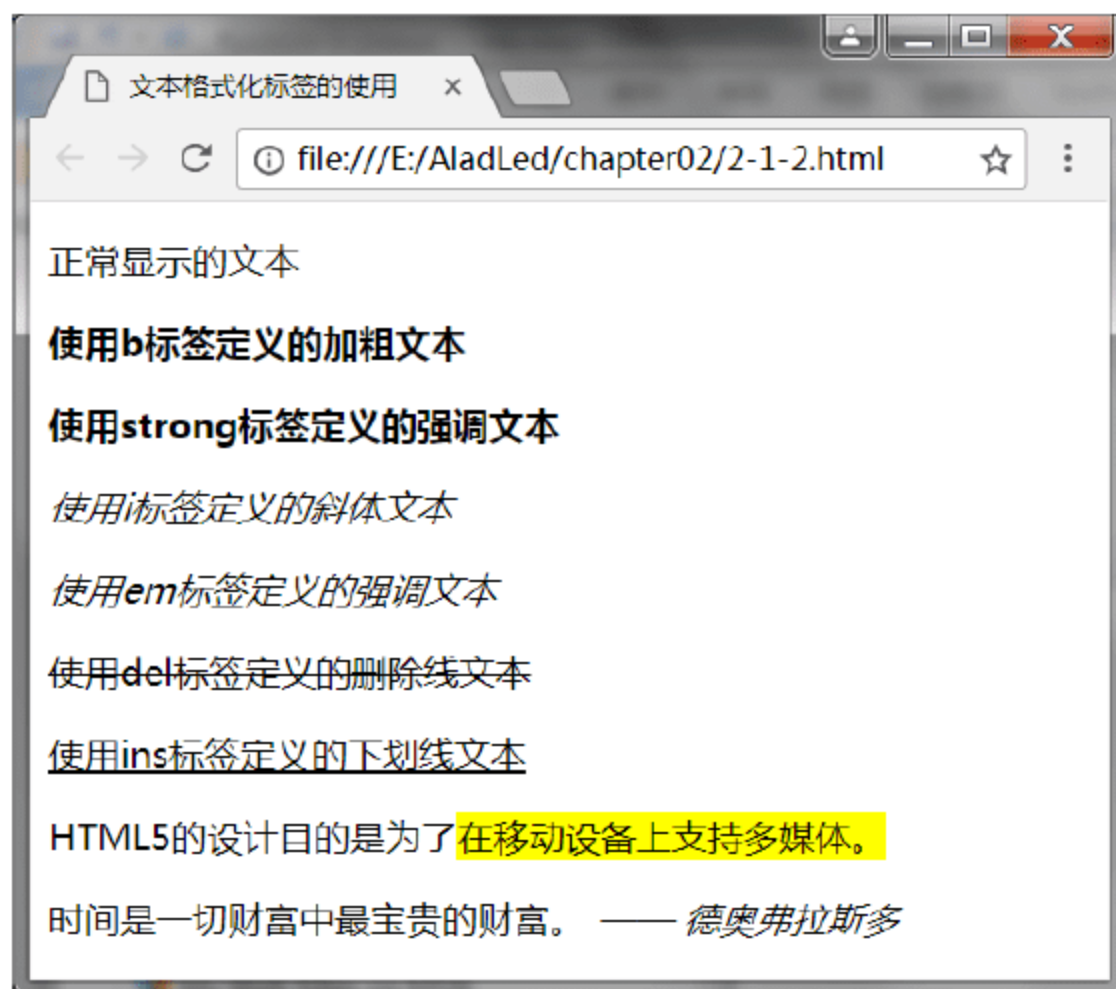 文本格式化标签的使用
file:///E:/AladLed/chapter02/2-1-2.html
正常显示的文本
使用b标签定义的加粗文本
使用strong标签定义的强调文本
使用i标签定义的斜体文本
使用em标签定义的强调文本
使用del标签定义的删除线文本
使用ins标签定义的下划线文本
HTML5的设计目的是为了在移动设备上支持多媒体。
时间是一切财富中最宝贵的财富。 —— 德奥弗拉斯多